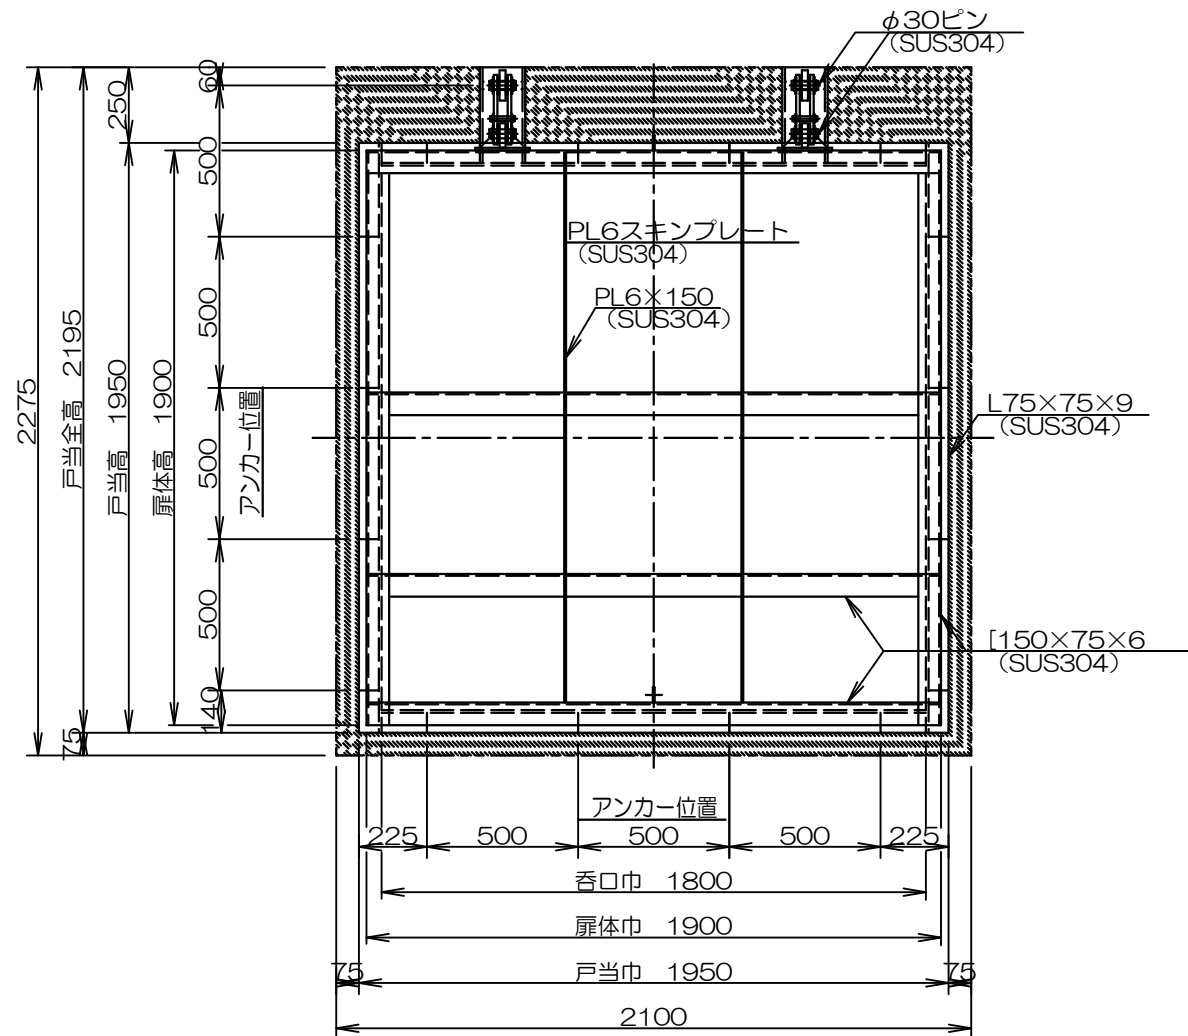 φ30ピン
(SUS304)
60
250
500
PL6スキンプレート
(SUS304)
PL6×150
(SUS304)
500
2275
戸当全高 2195
戸当高 1950
扉体高 1900
アンカー位置
500
L75×75×9
(SUS304)
500
[150×75×6
(SUS304)
140
75
アンカー位置
225
500
500
500
225
呑口巾 1800
扉体巾 1900
75
戸当巾 1950
75
2100